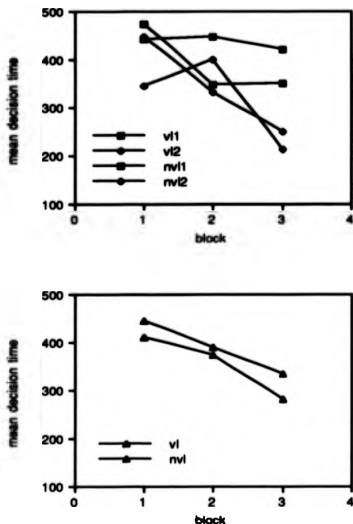 500
400
300
200
100
mean decision time
vl1
vl2
nvl1
nvl2
0 1 2 3 4
block
500
400
300
200
100
mean decision time
vl
nvl
0 1 2 3 4
block